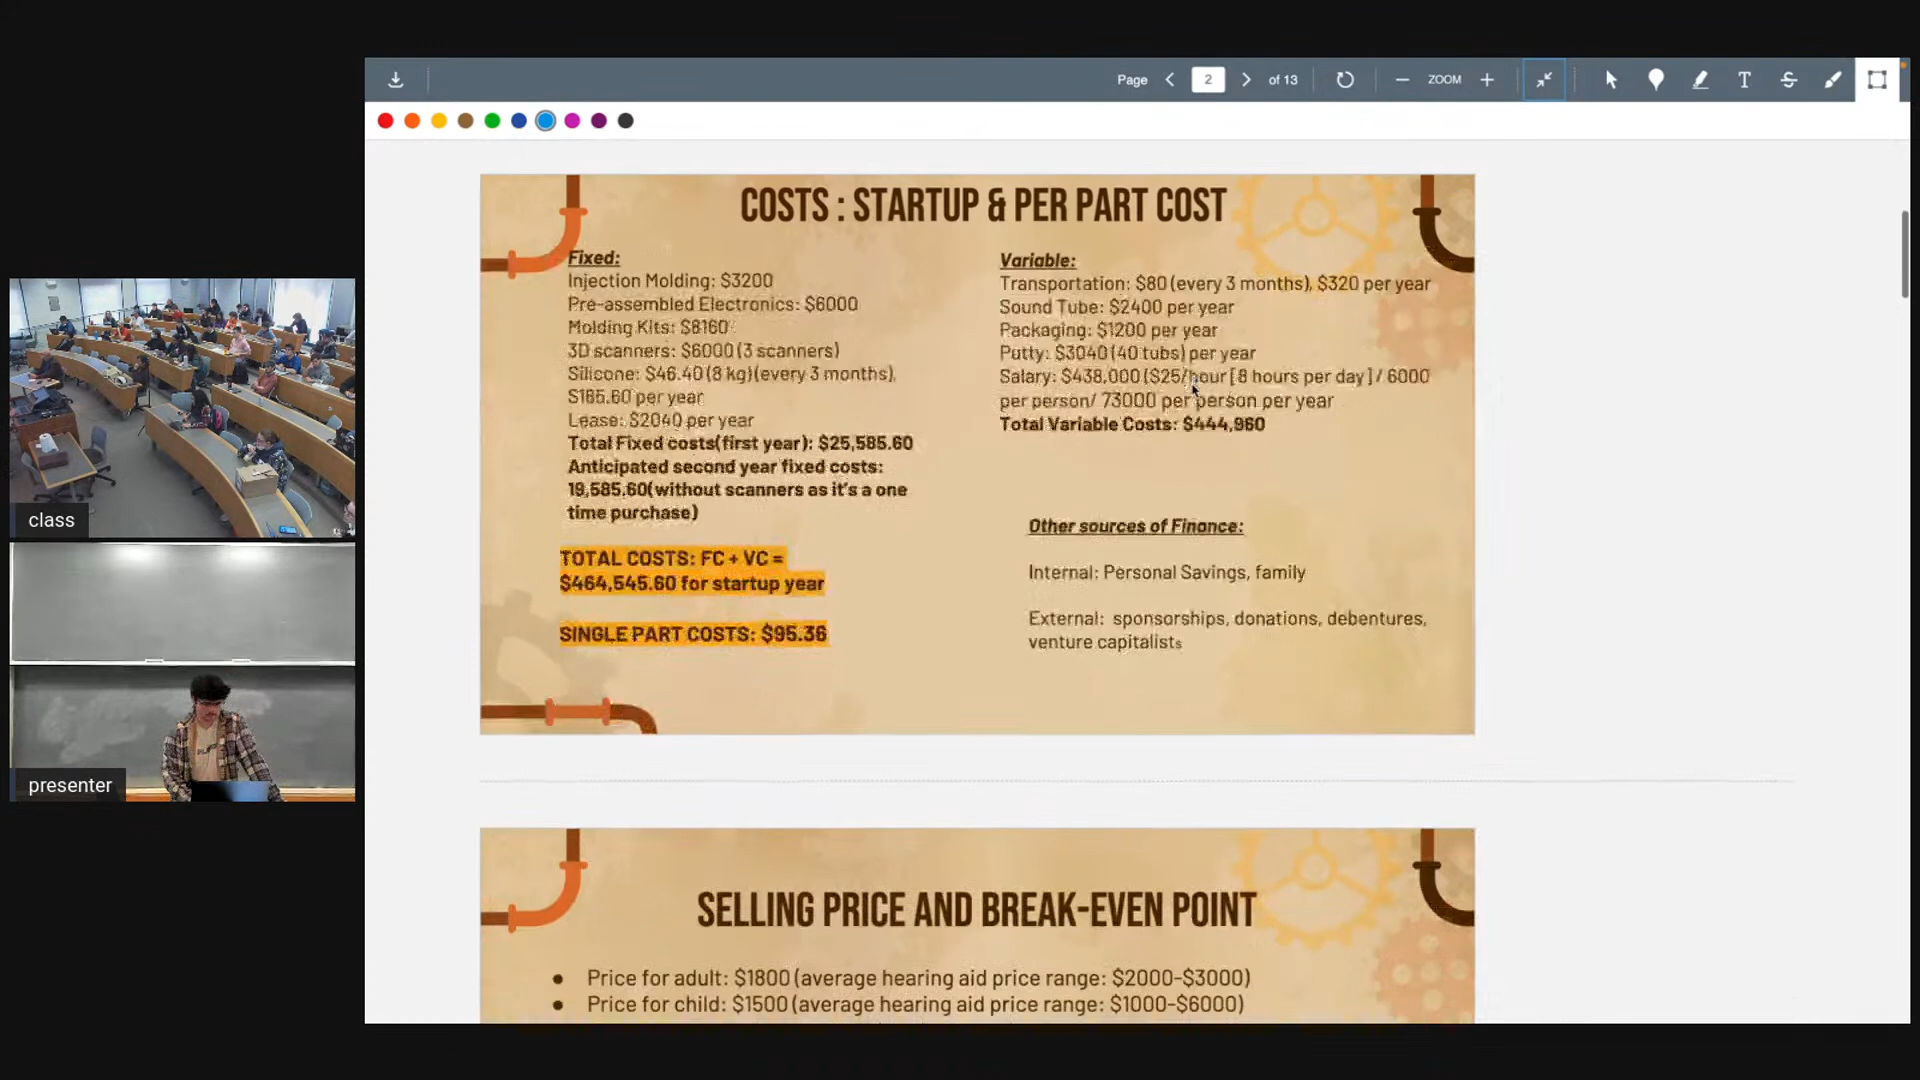 Page 2 of 13 ZOOM
COSTS : STARTUP & PER PART COST
Fixed:
Injection Molding: $3200
Pre-assembled Electronics: $6000
Molding Kits: $8160
3D scanners: $6000 (3 scanners)
Silicone: $46.40 (8 kg)(every 3 months),
$185.60 per year
Lease: $2040 per year
Total Fixed costs(first year): $25,585.60
Anticipated second year fixed costs:
19,585.60(without scanners as it's a one
time purchase)
TOTAL COSTS: FC + VC =
$464,545.60 for startup year
SINGLE PART COSTS: $95.36
Variable:
Transportation: $80 (every 3 months), $320 per year
Sound Tube: $2400 per year
Packaging: $1200 per year
Putty: $3040 (40 tubs) per year
Salary: $438,000 ($25/hour [8 hours per day] / 6000
per person/ 73000 per person per year
Total Variable Costs: $444,960
Other sources of Finance:
Internal: Personal Savings, family
External: sponsorships, donations, debentures,
venture capitalists
SELLING PRICE AND BREAK-EVEN POINT
● Price for adult: $1800 (average hearing aid price range: $2000-$3000)
● Price for child: $1500 (average hearing aid price range: $1000-$6000)
class
presenter